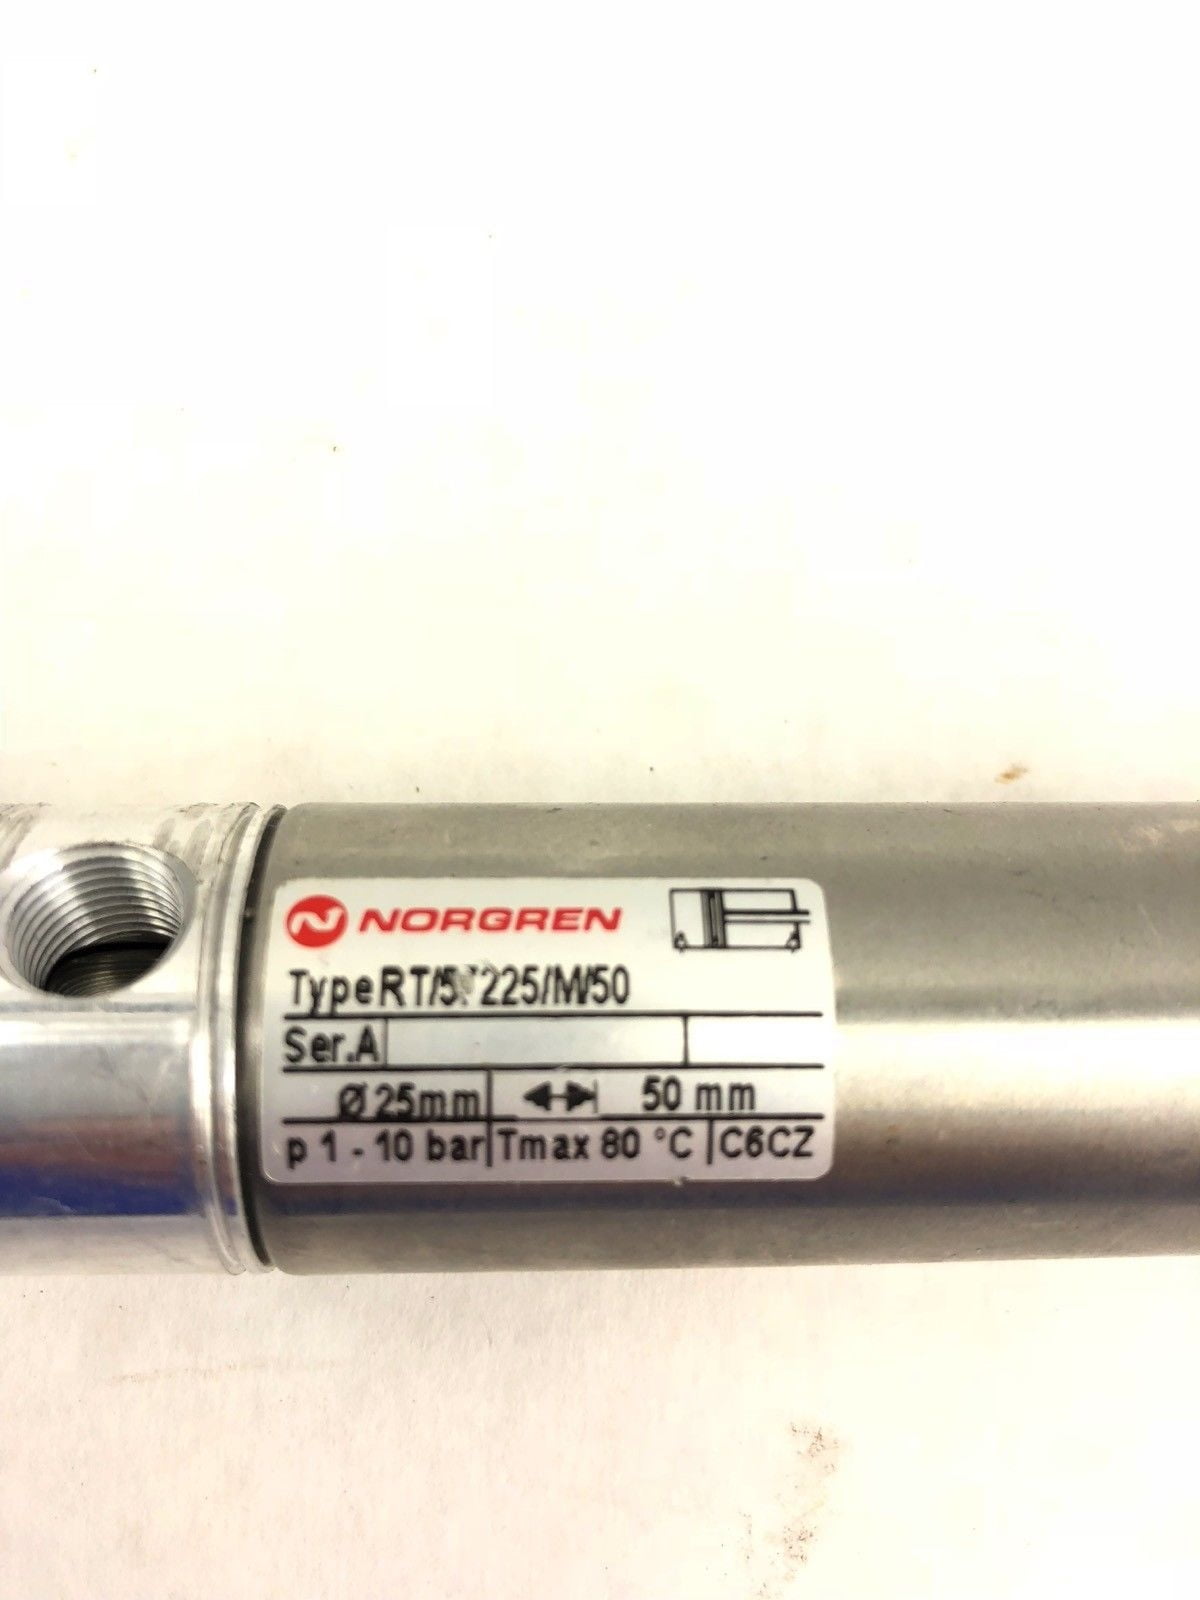 NORGREN
Type RT/57225/M/50
Ser.A
Ø 25mm 50 mm
p 1 - 10 bar Tmax 80 °C C6CZ